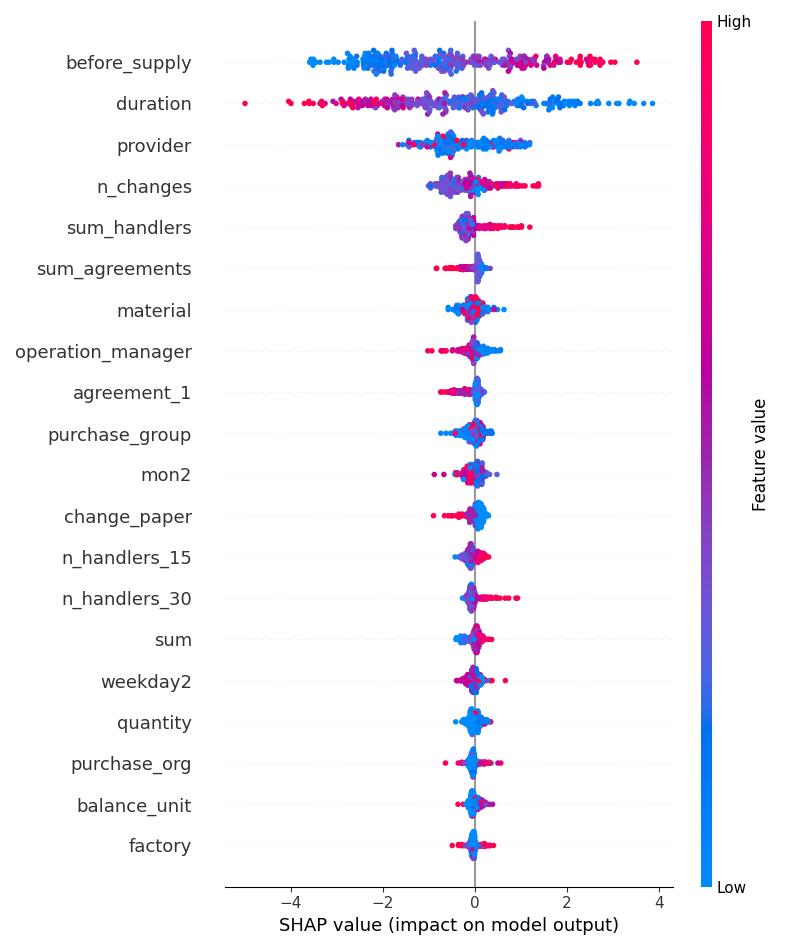 High
before_supply
duration
provider
n_changes
sum_handlers
sum_agreements
material
operation_manager
agreement_1
purchase_group
mon2
change_paper
n_handlers_15
n_handlers_30
sum
weekday2
quantity
purchase_org
balance_unit
factory
Feature value
Low
−4 −2 0 2 4
SHAP value (impact on model output)